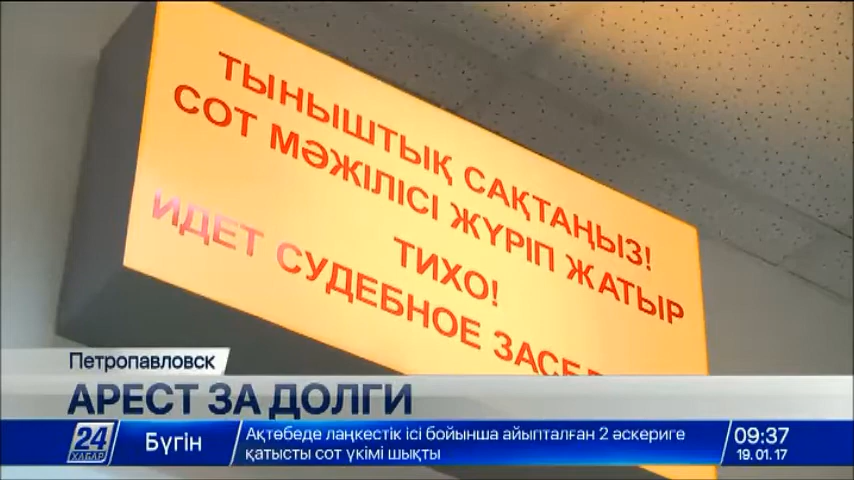 ТЫНЫШТЫҚ САҚТАҢЫЗ!
СОТ МӘЖІЛІСІ ЖҮРІП ЖАТЫР
ТИХО!
ИДЕТ СУДЕБНОЕ
Петропавловск
АРЕСТ ЗА ДОЛГИ
24
ХАБАР
Бүгін
Ақтөбеде лаңкестік ісі бойынша айыпталған 2 әскериге
қатысты сот үкімі шықты
09:37
19.01.17